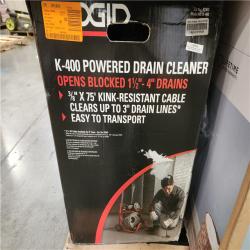 RIDGID
K-400 POWERED DRAIN CLEANER
OPENS BLOCKED 1½"- 4" DRAINS
⅜" X 75' KINK-RESISTANT CABLE
CLEARS UP TO 3" DRAIN LINES*
EASY TO TRANSPORT